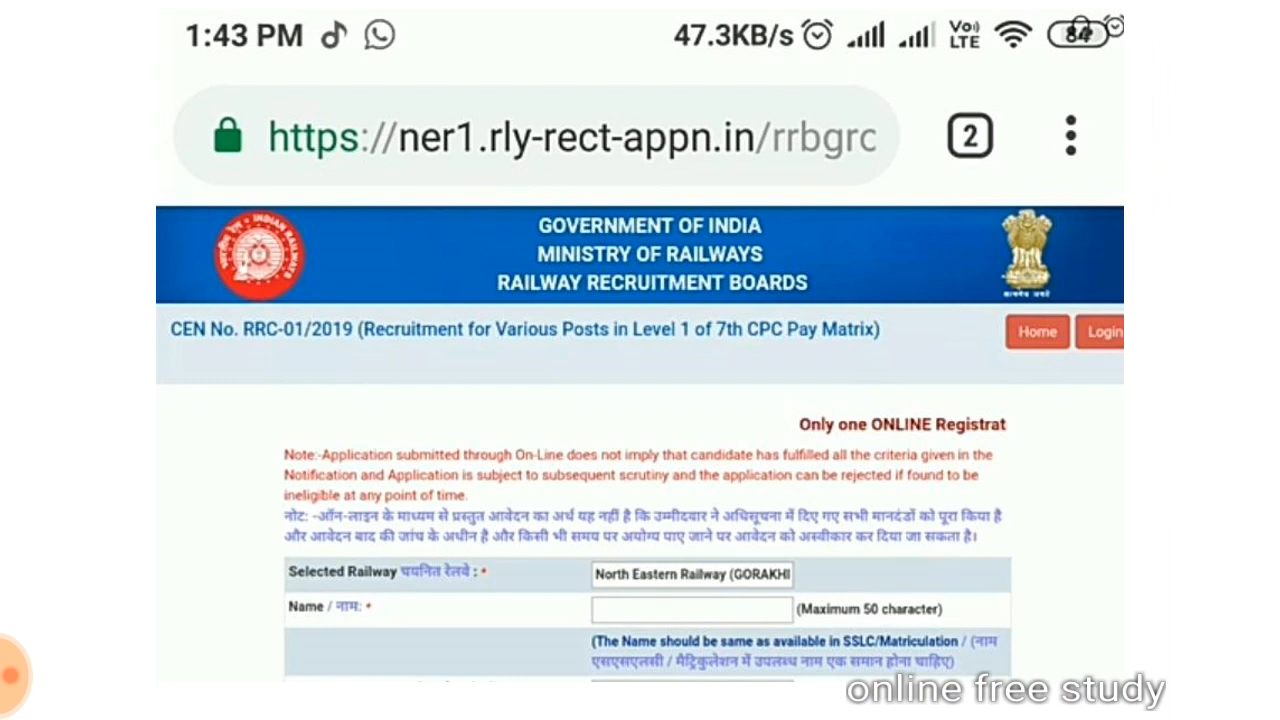 1:43 PM 47.3KB/s Vo) LTE 84
https://ner1.rly-rect-appn.in/rrbgrc 2
GOVERNMENT OF INDIA
MINISTRY OF RAILWAYS
RAILWAY RECRUITMENT BOARDS
CEN No. RRC-01/2019 (Recruitment for Various Posts in Level 1 of 7th CPC Pay Matrix) Home Login
Only one ONLINE Registrat
Note:-Application submitted through On-Line does not imply that candidate has fulfilled all the criteria given in the
Notification and Application is subject to subsequent scrutiny and the application can be rejected if found to be
ineligible at any point of time.
नोट: -ऑन-लाइन के माध्यम से प्रस्तुत आवेदन का अर्थ यह नहीं है कि उम्मीदवार ने अधिसूचना में दिए गए सभी मानदंडों को पूरा किया है
और आवेदन बाद की जांच के अधीन है और किसी भी समय पर अयोग्य पाए जाने पर आवेदन को अस्वीकार कर दिया जा सकता है।
Selected Railway चयनित रेलवे : * North Eastern Railway (GORAKHI
Name / नाम: * (Maximum 50 character)
(The Name should be same as available in SSLC/Matriculation / (नाम
एसएसएलसी / मैट्रिकुलेशन में उपलब्ध नाम एक समान होना चाहिए)
online free study